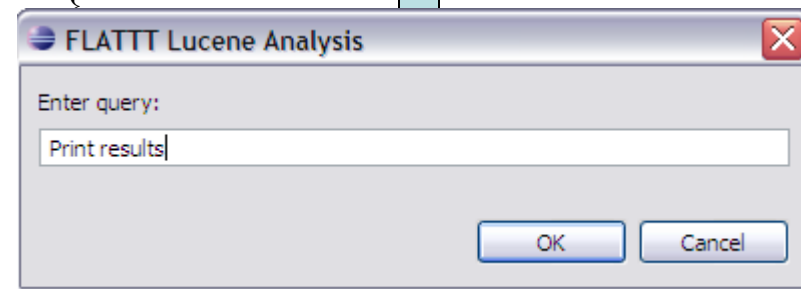 FLATTT Lucene Analysis
Enter query:
Print results
OK Cancel